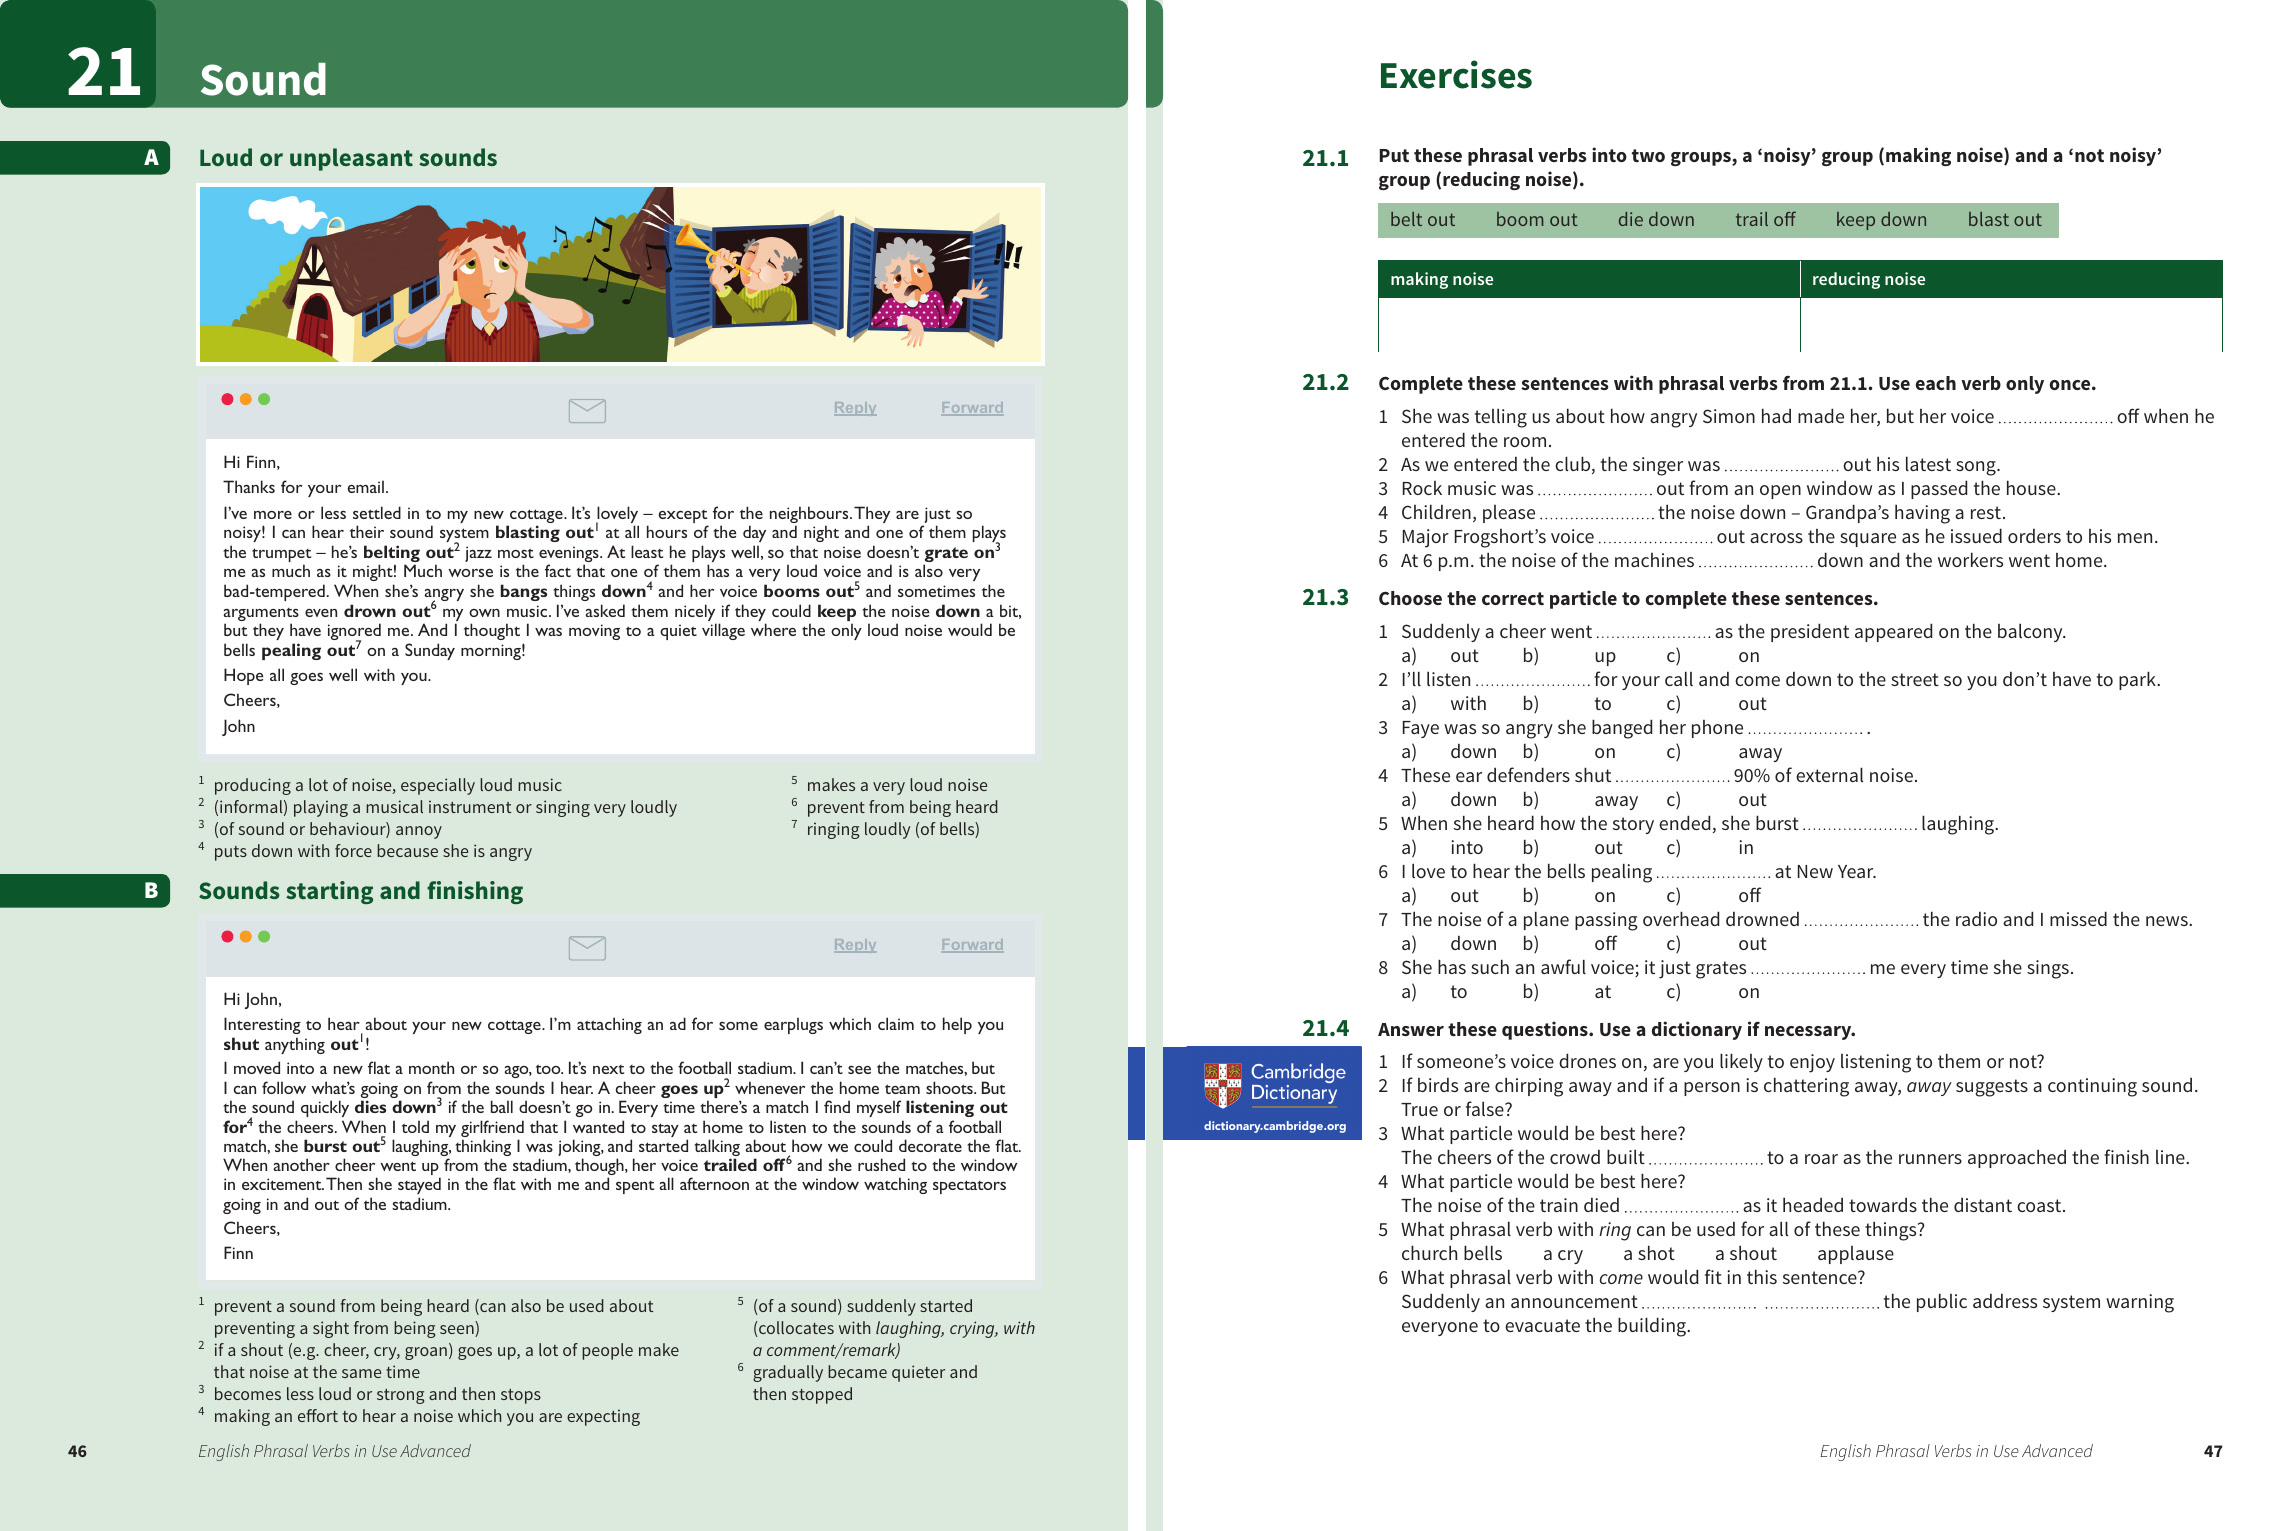 21
Sound
A
Loud or unpleasant sounds
!!!
Reply Forward
Hi Finn,
Thanks for your email.
I've more or less settled in to my new cottage. It's lovely – except for the neighbours. They are just so
noisy! I can hear their sound system blasting out1 at all hours of the day and night and one of them plays
the trumpet – he's belting out2 jazz most evenings. At least he plays well, so that noise doesn't grate on3
me as much as it might! Much worse is the fact that one of them has a very loud voice and is also very
bad-tempered. When she's angry she bangs things down4 and her voice booms out5 and sometimes the
arguments even drown out6 my own music. I've asked them nicely if they could keep the noise down a bit,
but they have ignored me. And I thought I was moving to a quiet village where the only loud noise would be
bells pealing out7 on a Sunday morning!
Hope all goes well with you.
Cheers,
John
1 producing a lot of noise, especially loud music
2 (informal) playing a musical instrument or singing very loudly
3 (of sound or behaviour) annoy
4 puts down with force because she is angry
5 makes a very loud noise
6 prevent from being heard
7 ringing loudly (of bells)
B
Sounds starting and finishing
Reply Forward
Hi John,
Interesting to hear about your new cottage. I'm attaching an ad for some earplugs which claim to help you
shut anything out1!
I moved into a new flat a month or so ago, too. It's next to the football stadium. I can't see the matches, but
I can follow what's going on from the sounds I hear. A cheer goes up2 whenever the home team shoots. But
the sound quickly dies down3 if the ball doesn't go in. Every time there's a match I find myself listening out
for4 the cheers. When I told my girlfriend that I wanted to stay at home to listen to the sounds of a football
match, she burst out5 laughing, thinking I was joking, and started talking about how we could decorate the flat.
When another cheer went up from the stadium, though, her voice trailed off6 and she rushed to the window
in excitement. Then she stayed in the flat with me and spent all afternoon at the window watching spectators
going in and out of the stadium.
Cheers,
Finn
1 prevent a sound from being heard (can also be used about
preventing a sight from being seen)
2 if a shout (e.g. cheer, cry, groan) goes up, a lot of people make
that noise at the same time
3 becomes less loud or strong and then stops
4 making an effort to hear a noise which you are expecting
5 (of a sound) suddenly started
(collocates with laughing, crying, with
a comment/remark)
6 gradually became quieter and
then stopped
46 English Phrasal Verbs in Use Advanced
Exercises
21.1 Put these phrasal verbs into two groups, a ‘noisy’ group (making noise) and a ‘not noisy’
group (reducing noise).
belt out boom out die down trail off keep down blast out
making noise reducing noise
21.2 Complete these sentences with phrasal verbs from 21.1. Use each verb only once.
1 She was telling us about how angry Simon had made her, but her voice ....................... off when he
entered the room.
2 As we entered the club, the singer was ....................... out his latest song.
3 Rock music was ....................... out from an open window as I passed the house.
4 Children, please ....................... the noise down – Grandpa's having a rest.
5 Major Frogshort's voice ....................... out across the square as he issued orders to his men.
6 At 6 p.m. the noise of the machines ....................... down and the workers went home.
21.3 Choose the correct particle to complete these sentences.
1 Suddenly a cheer went ....................... as the president appeared on the balcony.
a) out b) up c) on
2 I'll listen ....................... for your call and come down to the street so you don't have to park.
a) with b) to c) out
3 Faye was so angry she banged her phone ....................... .
a) down b) on c) away
4 These ear defenders shut ....................... 90% of external noise.
a) down b) away c) out
5 When she heard how the story ended, she burst ....................... laughing.
a) into b) out c) in
6 I love to hear the bells pealing ....................... at New Year.
a) out b) on c) off
7 The noise of a plane passing overhead drowned ....................... the radio and I missed the news.
a) down b) off c) out
8 She has such an awful voice; it just grates ....................... me every time she sings.
a) to b) at c) on
21.4 Answer these questions. Use a dictionary if necessary.
Cambridge
Dictionary
dictionary.cambridge.org
1 If someone's voice drones on, are you likely to enjoy listening to them or not?
2 If birds are chirping away and if a person is chattering away, away suggests a continuing sound.
True or false?
3 What particle would be best here?
The cheers of the crowd built ....................... to a roar as the runners approached the finish line.
4 What particle would be best here?
The noise of the train died ....................... as it headed towards the distant coast.
5 What phrasal verb with ring can be used for all of these things?
church bells a cry a shot a shout applause
6 What phrasal verb with come would fit in this sentence?
Suddenly an announcement ....................... ....................... the public address system warning
everyone to evacuate the building.
English Phrasal Verbs in Use Advanced 47